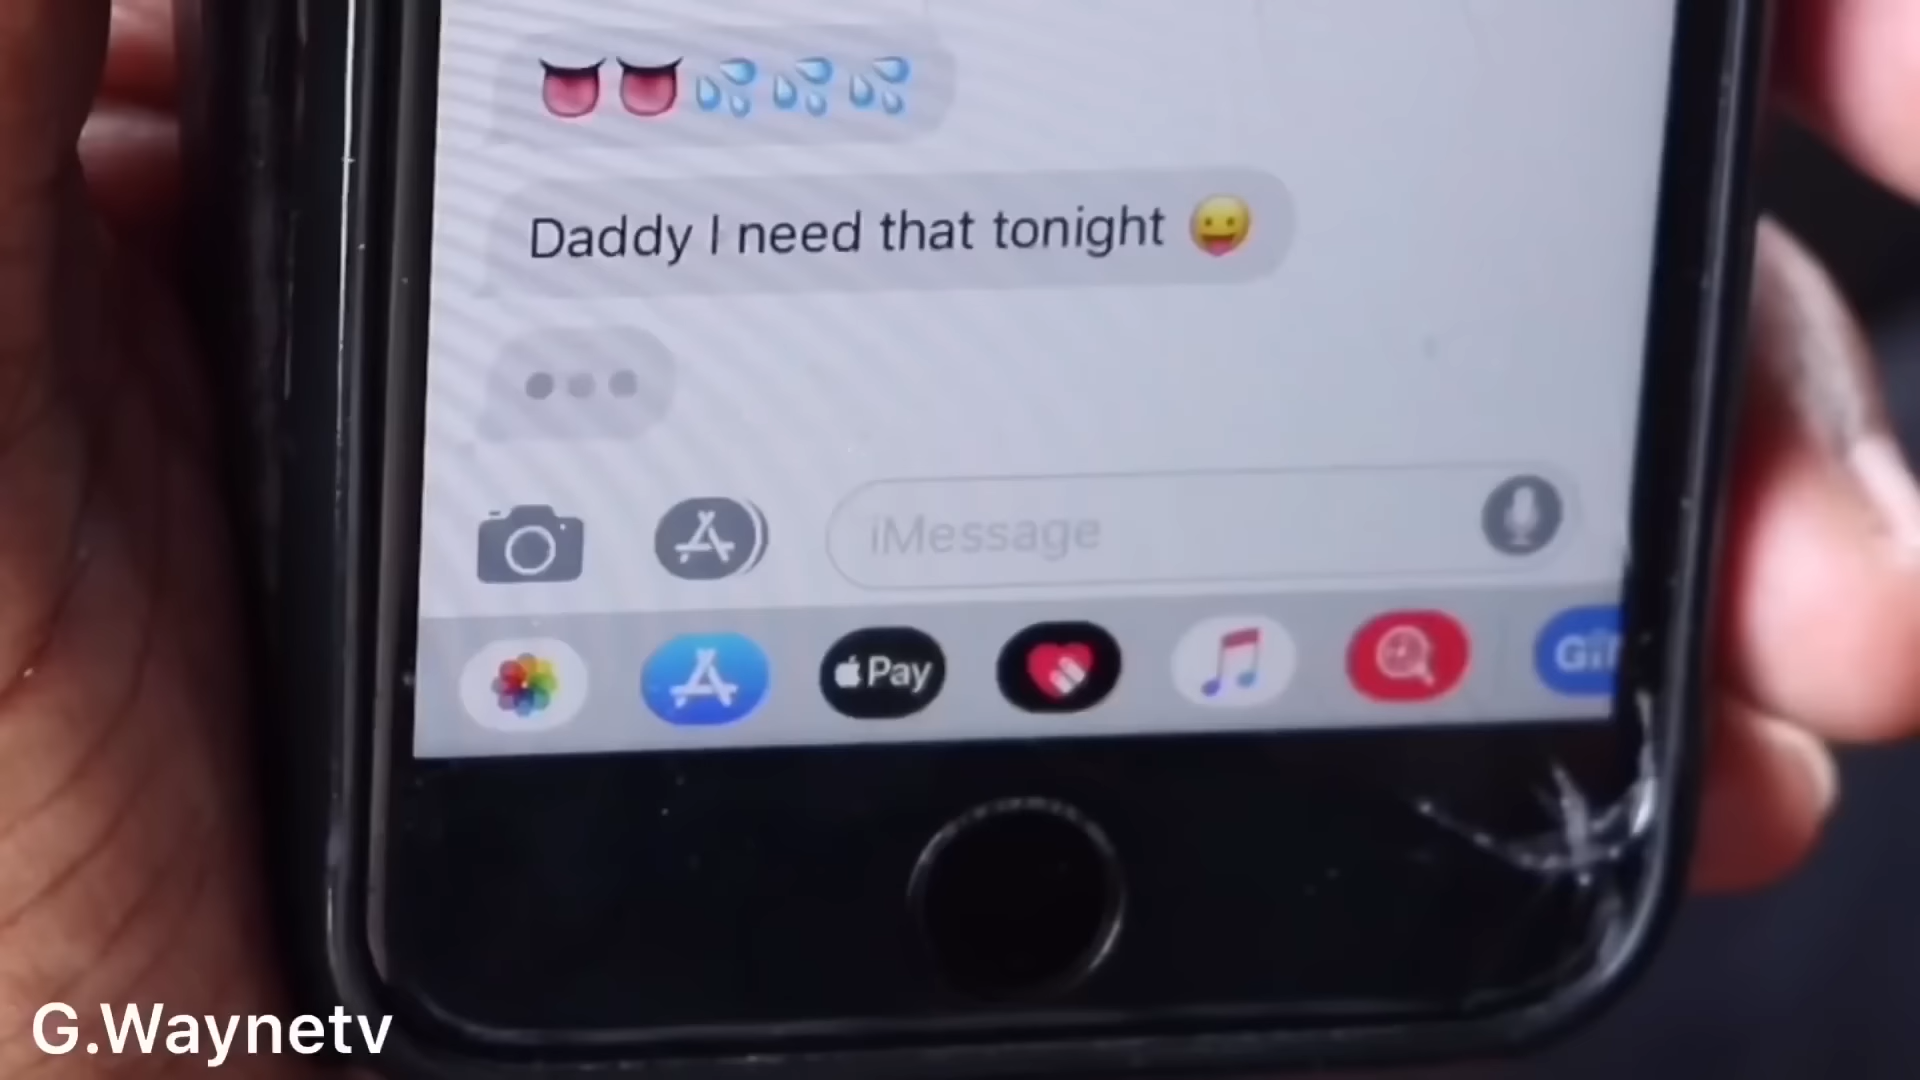 👅👅💦💦💦
Daddy I need that tonight 😛
iMessage
Pay
G.Waynetv